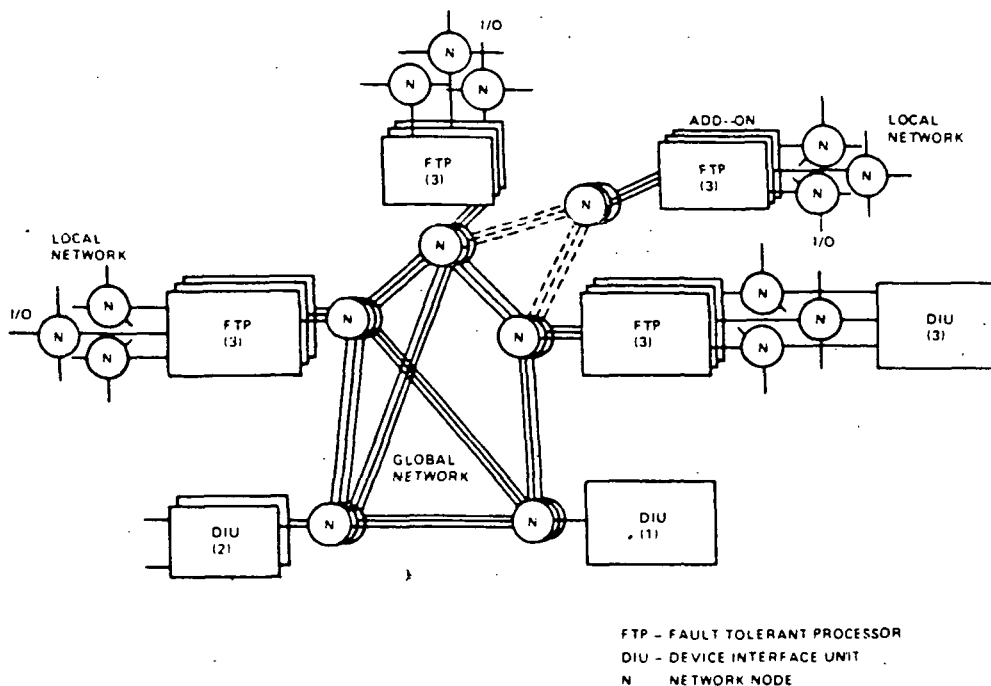 I/O
N
N
N
FTP
(3)
ADD--ON
LOCAL
NETWORK
N
N
N
FTP
(3)
N
I/O
N
LOCAL
NETWORK
N
I/O
N
N
FTP
(3)
N
N
FTP
(3)
N
N
N
DIU
(3)
GLOBAL
NETWORK
DIU
(2)
N
N
DIU
(1)
FTP – FAULT TOLERANT PROCESSOR
DIU – DEVICE INTERFACE UNIT
N NETWORK NODE